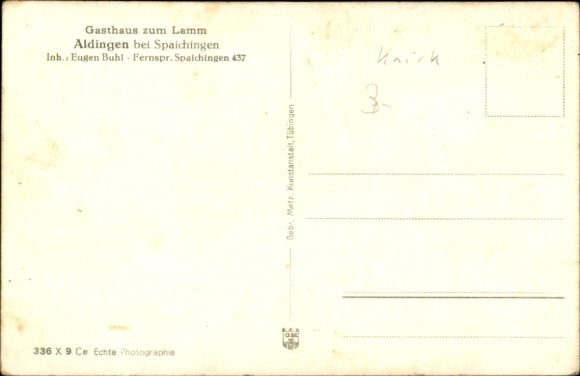 Gasthaus zum Lamm
Aldingen bei Spaichingen
Inh.: Eugen Buhl · Fernspr. Spaichingen 437
3.-
Gebr. Metz, Kunstanstalt, Tübingen
336 X 9 Ce Echte Photographie